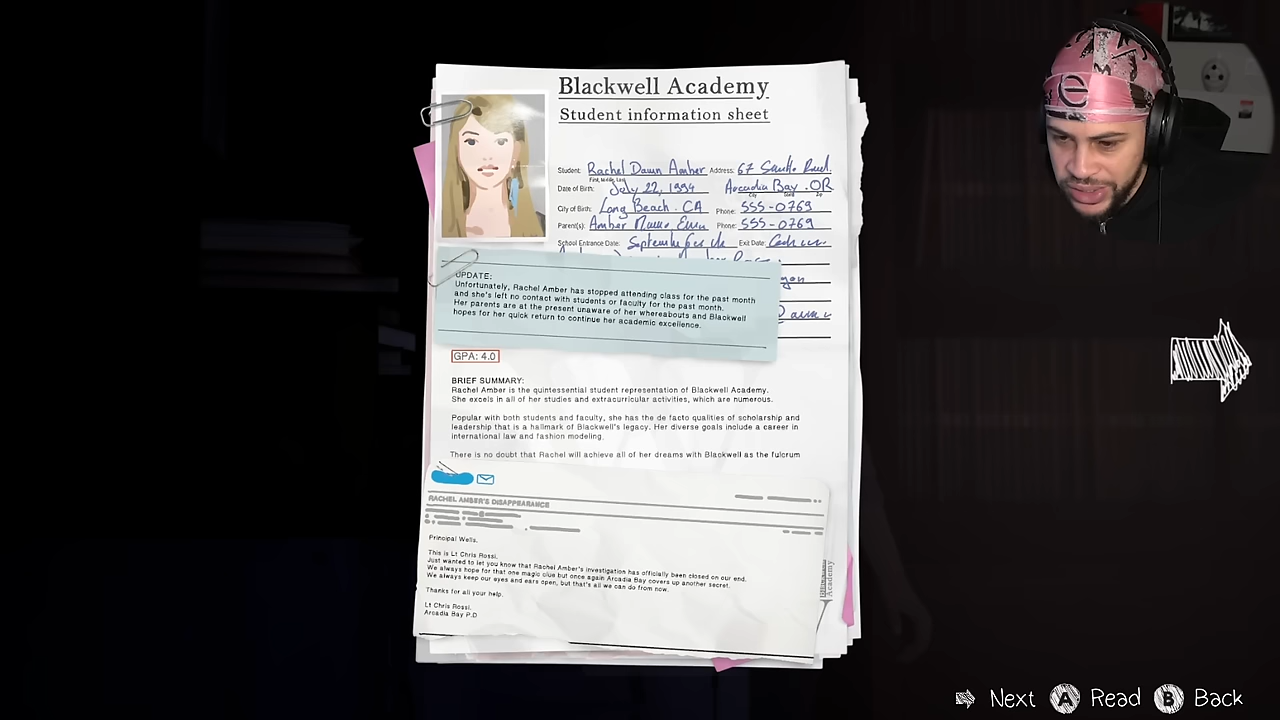 Blackwell Academy
Student information sheet
Student: Rachel Dawn Amber Address: 67
First, Middle, Last
Date of Birth: July 22, 1994 Arcadia Bay . OR
City State Zip
City of Birth: Long Beach . CA Phone: 555-0769
Parent(s): Amber Phone: 555-0769
School Entrance Date: Exit Date:
UPDATE:
Unfortunately, Rachel Amber has stopped attending class for the past month
and she's left no contact with students or faculty for the past month.
Her parents are at the present unaware of her whereabouts and Blackwell
hopes for her quick return to continue her academic excellence.
GPA: 4.0
BRIEF SUMMARY:
Rachel Amber is the quintessential student representation of Blackwell Academy.
She excels in all of her studies and extracurricular activities, which are numerous.
Popular with both students and faculty, she has the de facto qualities of scholarship and
leadership that is a hallmark of Blackwell's legacy. Her diverse goals include a career in
international law and fashion modeling.
There is no doubt that Rachel will achieve all of her dreams with Blackwell as the fulcrum
RACHEL AMBER'S DISAPPEARANCE
Principal Wells,
This is Lt Chris Rossi.
Just wanted to let you know that Rachel Amber's investigation has officially been closed on our end.
We always hope for that one magic clue but once again Arcadia Bay covers up another secret.
We always keep our eyes and ears open, but that's all we can do from now.
Thanks for all your help.
Lt Chris Rossi,
Arcadia Bay P.D
Academy
Next A Read B Back